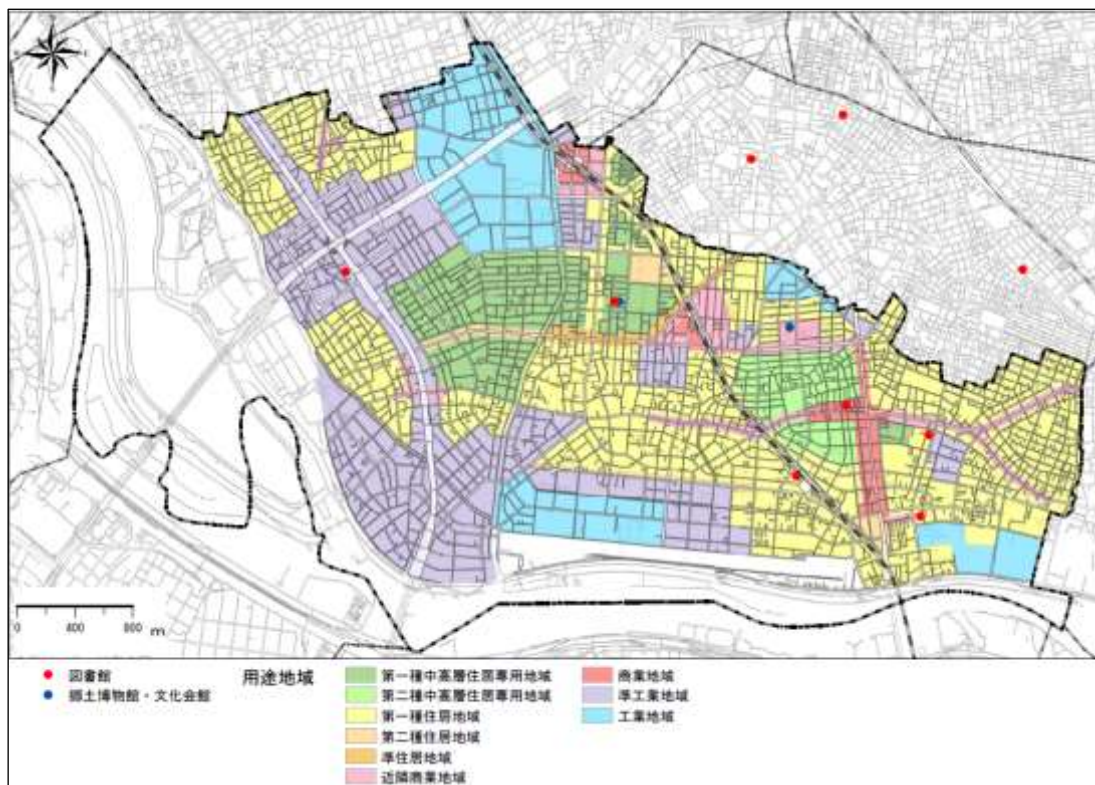 0 400 800 m
図書館
郷土博物館・文化会館
用途地域
第一種中高層住居専用地域
第二種中高層住居専用地域
第一種住居地域
第二種住居地域
準住居地域
近隣商業地域
商業地域
準工業地域
工業地域